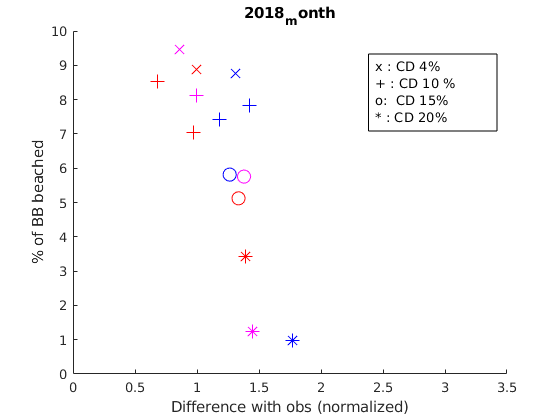 2018month
10
9
8
7
6
5
4
3
2
1
0
% of BB beached
x : CD 4%
+ : CD 10 %
o:  CD 15%
* : CD 20%
0 0.5 1 1.5 2 2.5 3 3.5
Difference with obs (normalized)